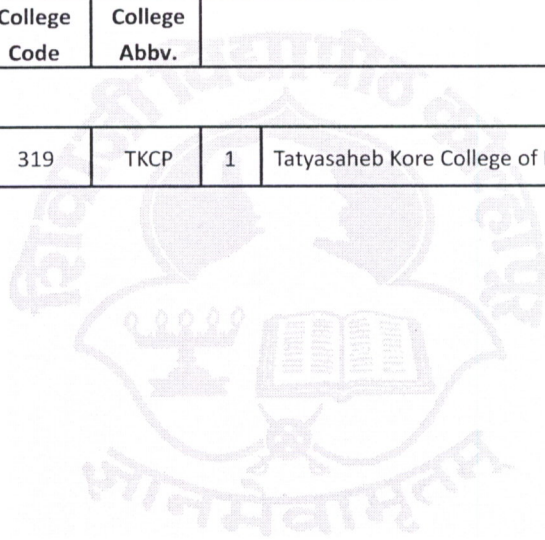 College College
Code Abbv.
319 TKCP 1 Tatyasaheb Kore College of
शिवाजी विद्यापीठ कोल्हापूर
ज्ञानमेवामृतम्